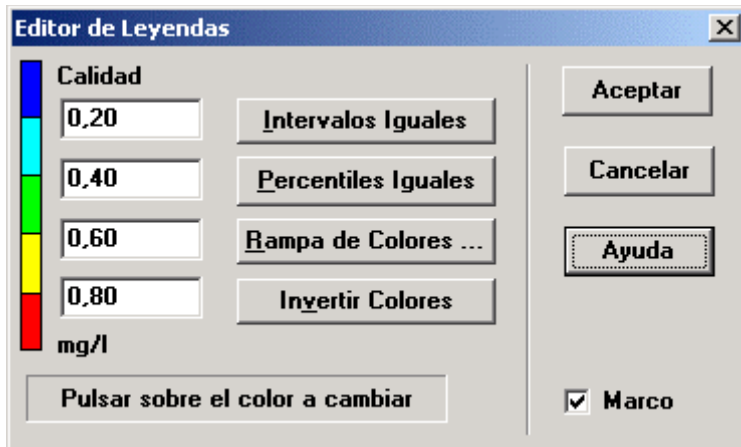 Editor de Leyendas
Calidad
0,20
Intervalos Iguales
Aceptar
0,40
Percentiles Iguales
Cancelar
0,60
Rampa de Colores ...
Ayuda
0,80
Invertir Colores
mg/l
Pulsar sobre el color a cambiar
Marco